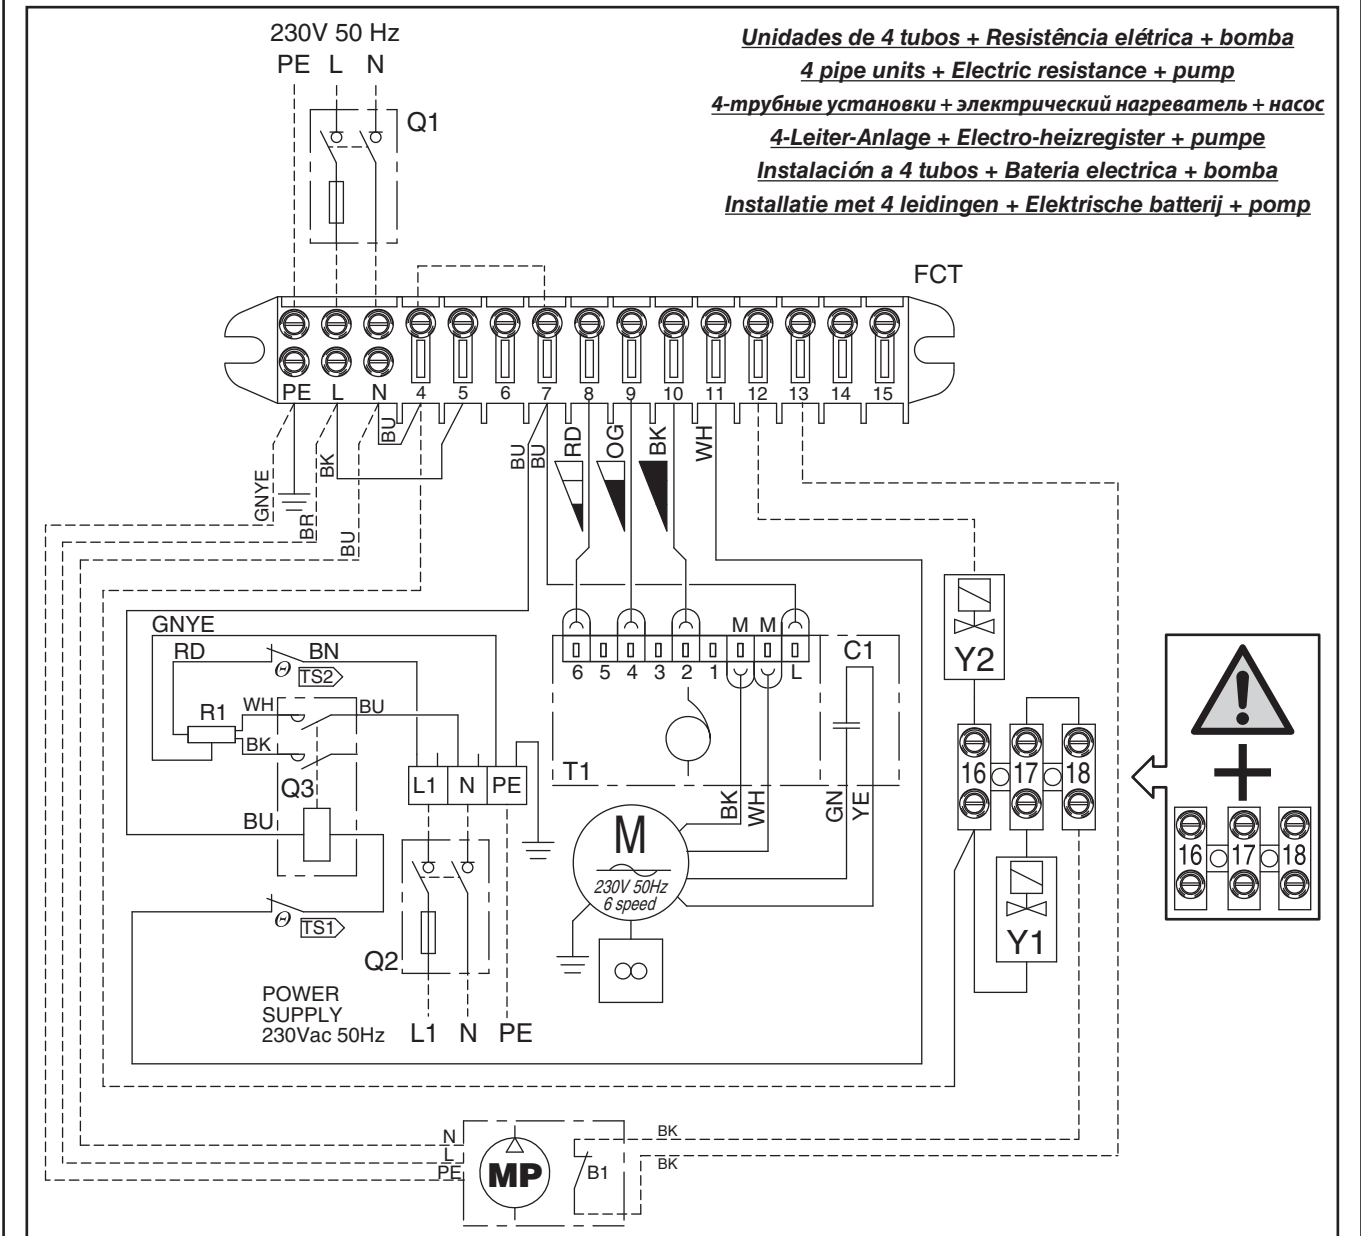 230V 50 Hz
PE L N
Q1
Unidades de 4 tubos + Resistência elétrica + bomba
4 pipe units + Electric resistance + pump
4-трубные установки + электрический нагреватель + насос
4-Leiter-Anlage + Electro-heizregister + pumpe
Instalación a 4 tubos + Bateria electrica + bomba
Installatie met 4 leidingen + Elektrische batterij + pomp
FCT
PE L N 4 5 6 7 8 9 10 11 12 13 14 15
GNYE
BR
BK
BU
BU
BU
BU
RD
OG
BK
WH
GNYE
RD
BN
TS2
R1
WH
BK
BU
Q3
BU
TS1
L1 N PE
Q2
POWER
SUPPLY
230Vac 50Hz
L1 N PE
M M
6 5 4 3 2 1 L
C1
T1
BK
WH
GN
YE
M
230V 50Hz
6 speed
Y2
16 17 18
Y1
16 17 18
N
L
PE
MP
B1
BK
BK